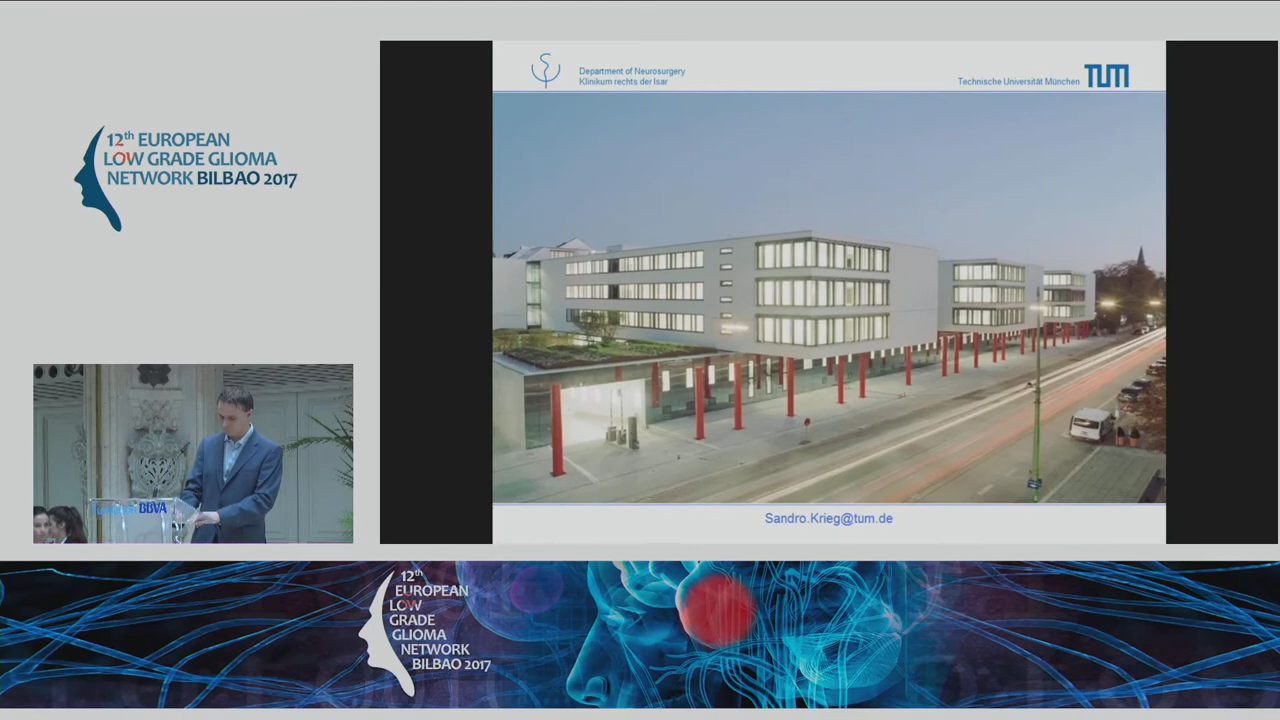 12th EUROPEAN
LOW GRADE GLIOMA
NETWORK BILBAO 2017
Department of Neurosurgery
Klinikum rechts der Isar
Technische Universität München TUM
Sandro.Krieg@tum.de
BBVA
12th
EUROPEAN
LOW
GRADE
GLIOMA
NETWORK
BILBAO 2017